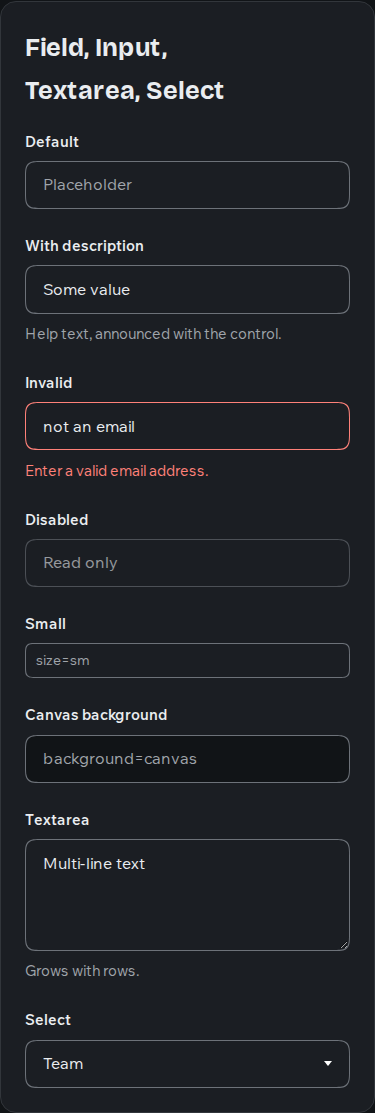 Field, Input,
Textarea, Select
Default
Placeholder
With description
Some value
Help text, announced with the control.
Invalid
not an email
Enter a valid email address.
Disabled
Read only
Small
size=sm
Canvas background
background=canvas
Textarea
Multi-line text
Grows with rows.
Select
Team